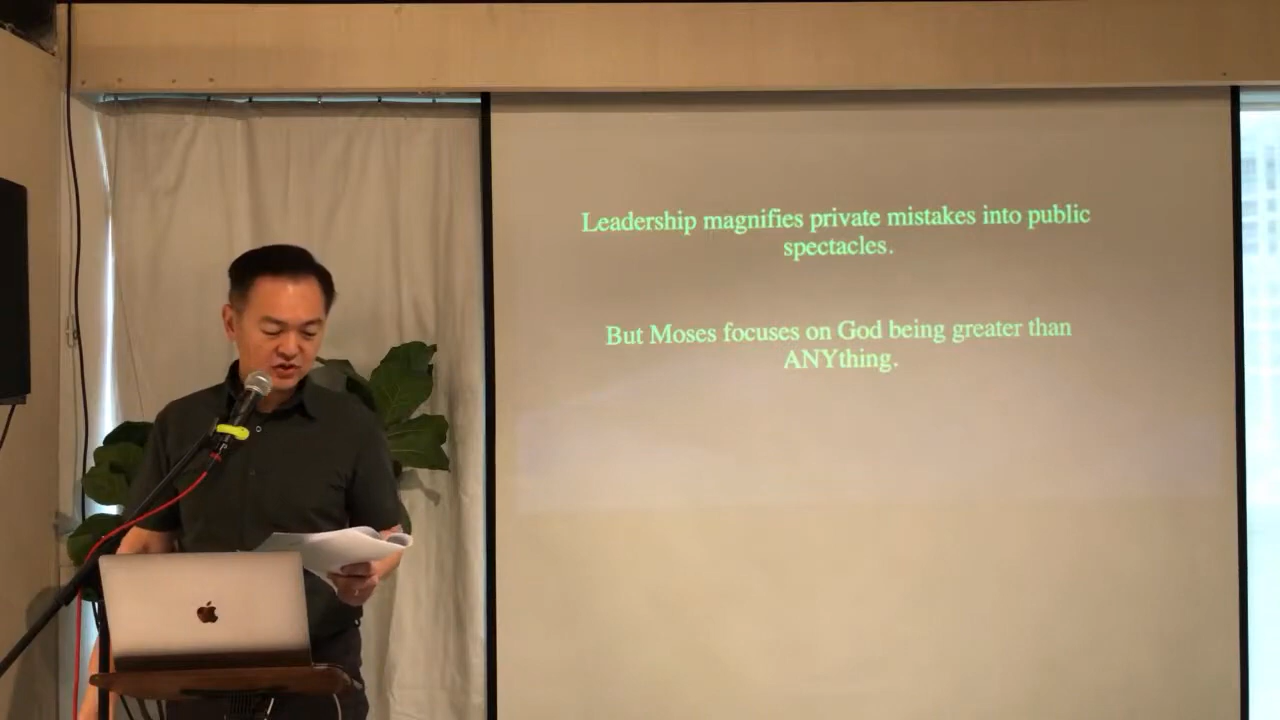 Leadership magnifies private mistakes into public
spectacles.
But Moses focuses on God being greater than
ANYthing.